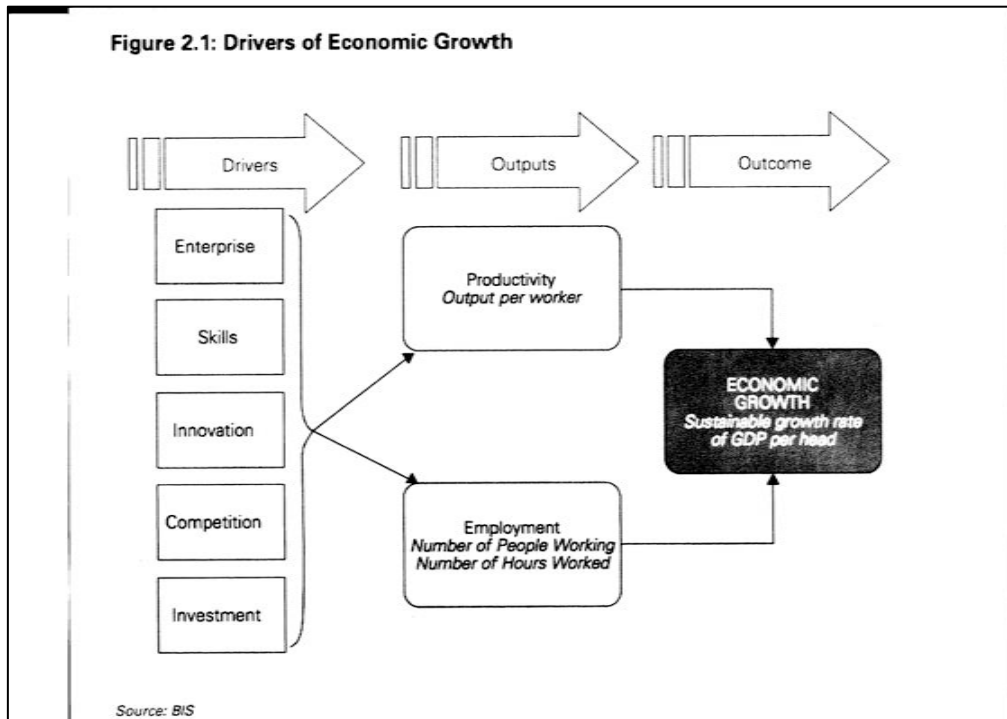 Figure 2.1: Drivers of Economic Growth
Drivers
Outputs
Outcome
Enterprise
Skills
Innovation
Competition
Investment
Productivity
Output per worker
Employment
Number of People Working
Number of Hours Worked
ECONOMIC
GROWTH
Sustainable growth rate
of GDP per head
Source: BIS